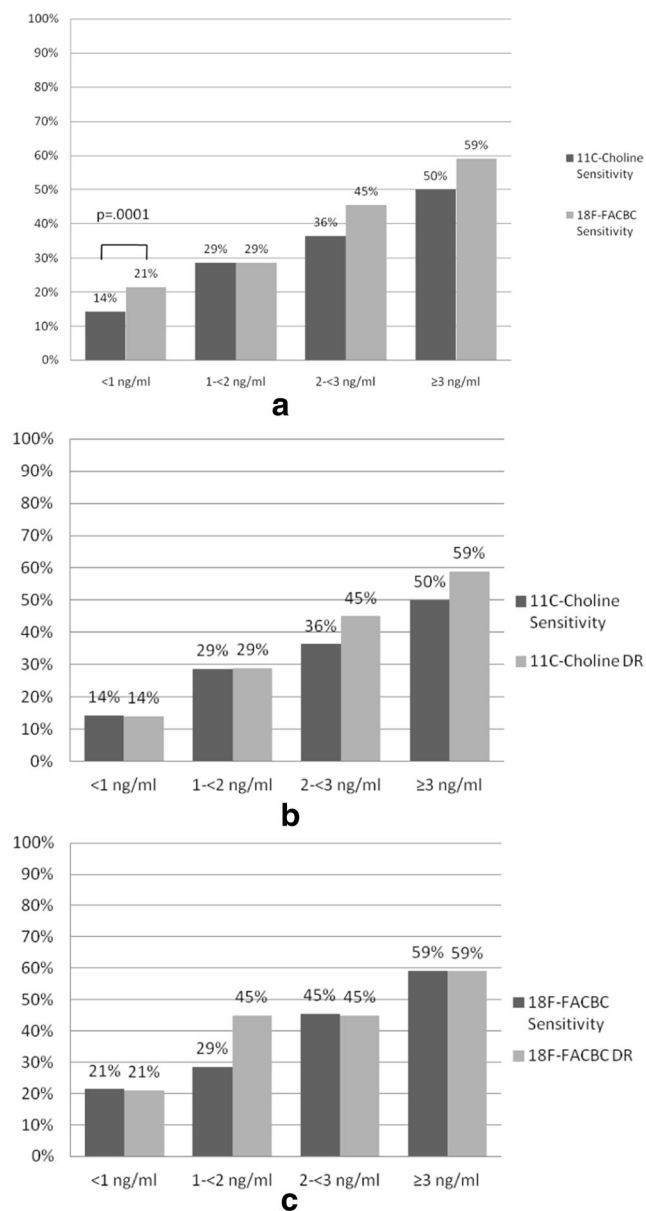 100%
90%
80%
70%
60%
50%
40%
30%
20%
10%
0%
p=.0001
14%
21%
29%
29%
36%
45%
50%
59%
<1 ng/ml
1-<2 ng/ml
2-<3 ng/ml
≥3 ng/ml
11C-Choline
Sensitivity
18F-FACBC
Sensitivity
a
100%
90%
80%
70%
60%
50%
40%
30%
20%
10%
0%
14%
14%
29%
29%
36%
45%
50%
59%
<1 ng/ml
1-<2 ng/ml
2-<3 ng/ml
≥3 ng/ml
11C-Choline
Sensitivity
11C-Choline DR
b
100%
90%
80%
70%
60%
50%
40%
30%
20%
10%
0%
21%
21%
29%
45%
45%
45%
59%
59%
<1 ng/ml
1-<2 ng/ml
2-<3 ng/ml
≥3 ng/ml
18F-FACBC
Sensitivity
18F-FACBC DR
c